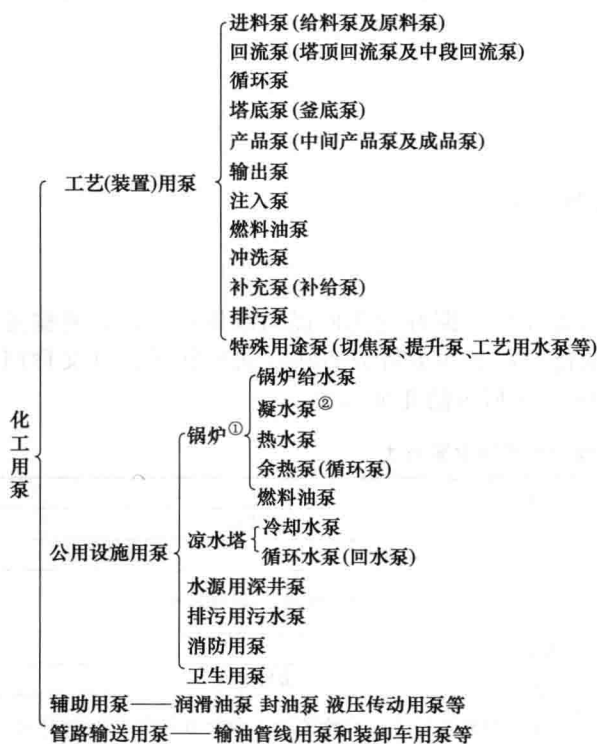 进料泵(给料泵及原料泵)
回流泵(塔顶回流泵及中段回流泵)
循环泵
塔底泵(釜底泵)
产品泵(中间产品泵及成品泵)
工艺(装置)用泵
输出泵
注入泵
燃料油泵
冲洗泵
补充泵(补给泵)
排污泵
特殊用途泵(切焦泵、提升泵、工艺用水泵等)
化工用泵
锅炉给水泵
凝水泵②
锅炉①
热水泵
余热泵(循环泵)
燃料油泵
公用设施用泵
凉水塔
冷却水泵
循环水泵(回水泵)
水源用深井泵
排污用污水泵
消防用泵
卫生用泵
辅助用泵——润滑油泵 封油泵 液压传动用泵等
管路输送用泵——输油管线用泵和装卸车用泵等